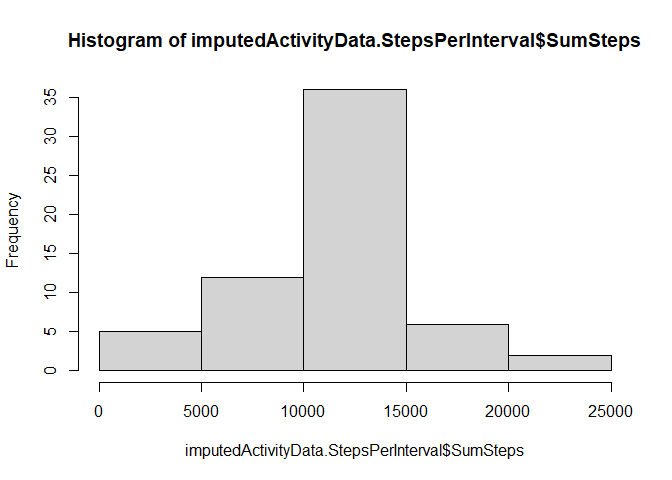 Histogram of imputedActivityData.StepsPerInterval$SumSteps
35
30
25
20
15
10
5
0
Frequency
0 5000 10000 15000 20000 25000
imputedActivityData.StepsPerInterval$SumSteps